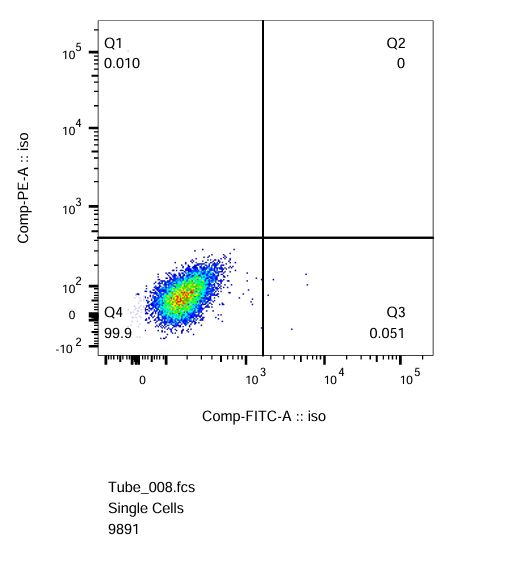 Q1
0.010
Q2
0
Q4
99.9
Q3
0.051
10^5
10^4
10^3
10^2
0
-10^2
Comp-PE-A :: iso
0
10^3
10^4
10^5
Comp-FITC-A :: iso
Tube_008.fcs
Single Cells
9891